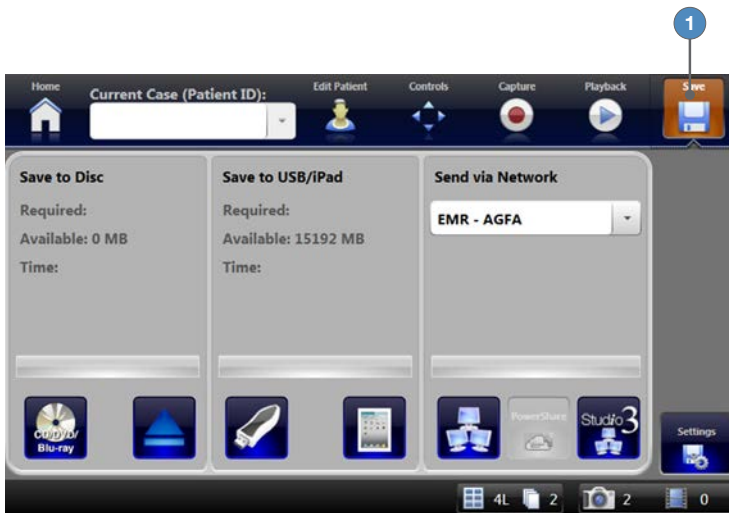 1
Home
Current Case (Patient ID):
Edit Patient
Controls
Capture
Playback
Save
Save to Disc
Required:
Available: 0 MB
Time:
CD/DVD/
Blu-ray
Save to USB/iPad
Required:
Available: 15192 MB
Time:
Send via Network
EMR - AGFA
PowerShare
Studio3
Settings
4L 2 2 0